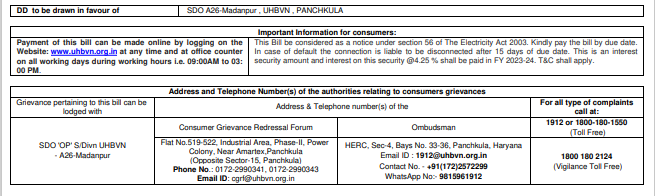 DD to be drawn in favour of
SDO A26-Madanpur , UHBVN , PANCHKULA
Important Information for consumers:
Payment of this bill can be made online by logging on the
Website: www.uhbvn.org.in at any time and at office counter
on all working days during working hours i.e. 09:00AM to 03:
00 PM.
This Bill be considered as a notice under section 56 of The Electricity Act 2003. Kindly pay the bill by due date.
In case of default the connection is liable to be disconnected after 15 days of due date. This is an interest
security amount and interest on this security @4.25 % shall be paid in FY 2023-24. T&C shall apply.
Address and Telephone Number(s) of the authorities relating to consumers grievances
Grievance pertaining to this bill can be
lodged with
Address & Telephone number(s) of the
For all type of complaints
call at:
Consumer Grievance Redressal Forum
Ombudsman
1912 or 1800-180-1550
(Toll Free)
SDO 'OP' S/Divn UHBVN
- A26-Madanpur
Flat No.519-522, Industrial Area, Phase-II, Power
Colony, Near Amartex,Panchkula
(Opposite Sector-15, Panchkula)
Phone No.: 0172-2990341, 0172-2990343
Email ID: cgrf@uhbvn.org.in
HERC, Sec-4, Bays No. 33-36, Panchkula, Haryana
Email ID : 1912@uhbvn.org.in
Contact No. - +91(172)2572299
WhatsApp No:- 9815961912
1800 180 2124
(Vigilance Toll Free)